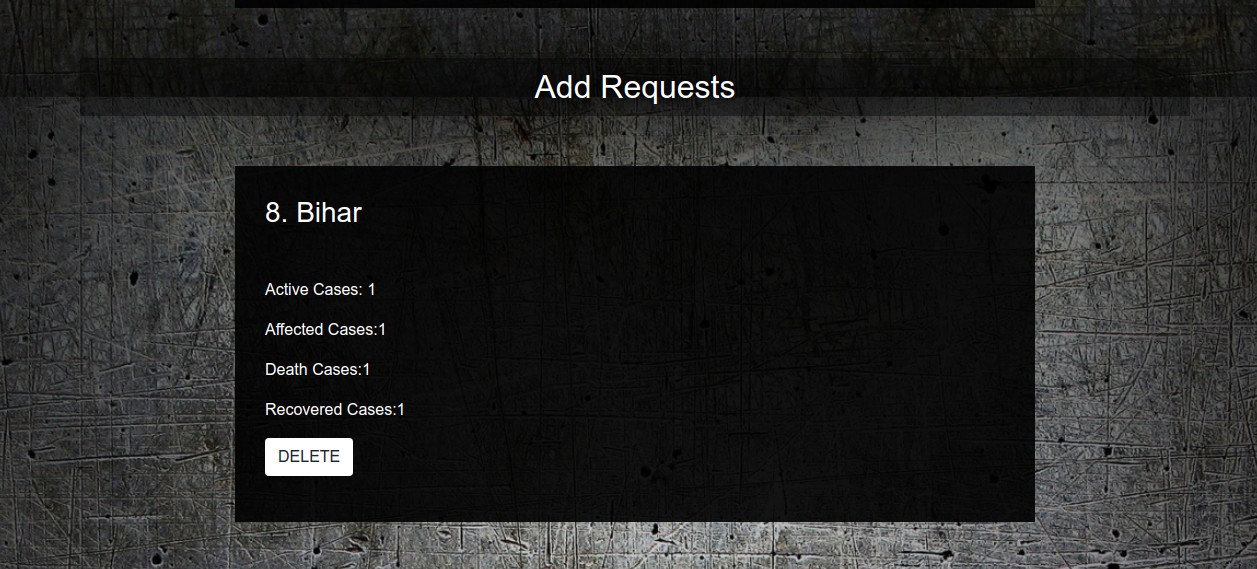 Add Requests
8. Bihar
Active Cases: 1
Affected Cases:1
Death Cases:1
Recovered Cases:1
DELETE